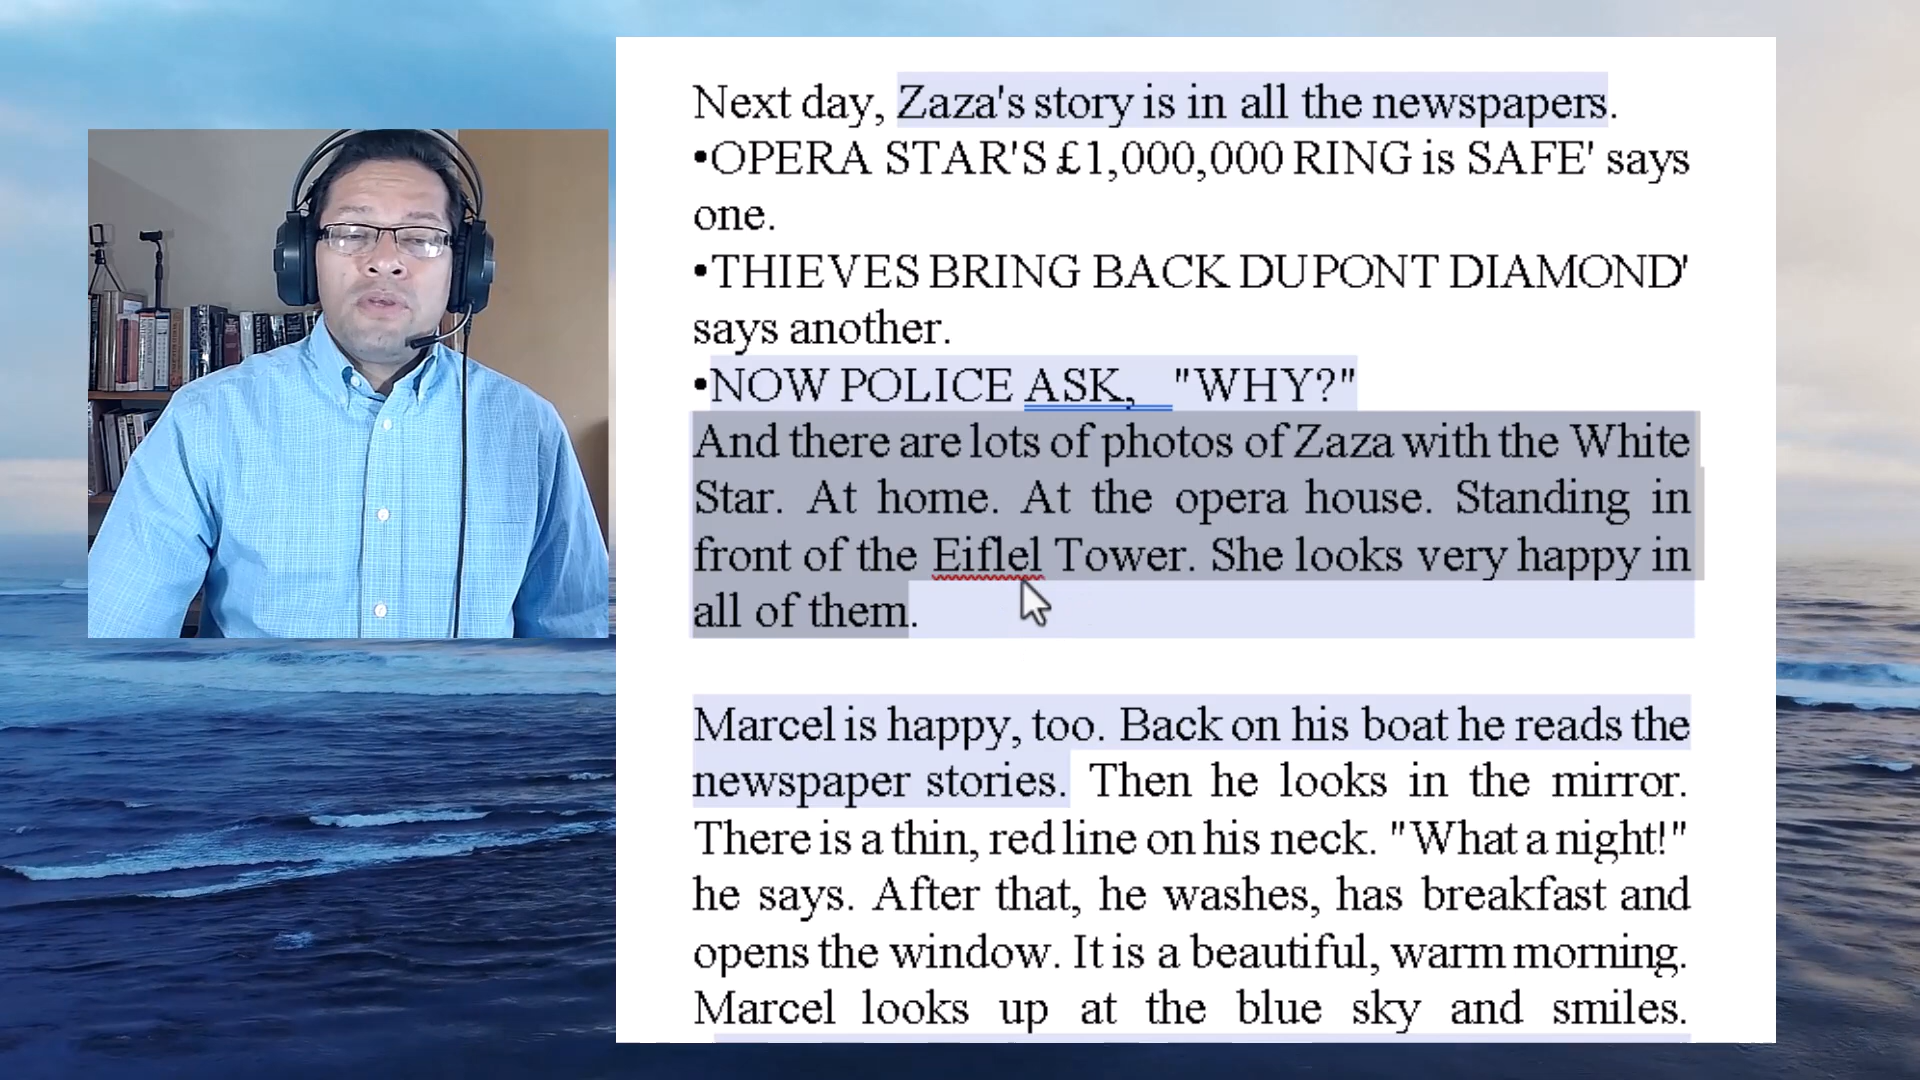 Next day, Zaza's story is in all the newspapers.
•OPERA STAR'S £1,000,000 RING is SAFE' says
one.
•THIEVES BRING BACK DUPONT DIAMOND'
says another.
•NOW POLICE ASK, "WHY?"
And there are lots of photos of Zaza with the White
Star. At home. At the opera house. Standing in
front of the Eiflel Tower. She looks very happy in
all of them.
Marcel is happy, too. Back on his boat he reads the
newspaper stories. Then he looks in the mirror.
There is a thin, red line on his neck. "What a night!"
he says. After that, he washes, has breakfast and
opens the window. It is a beautiful, warm morning.
Marcel looks up at the blue sky and smiles.